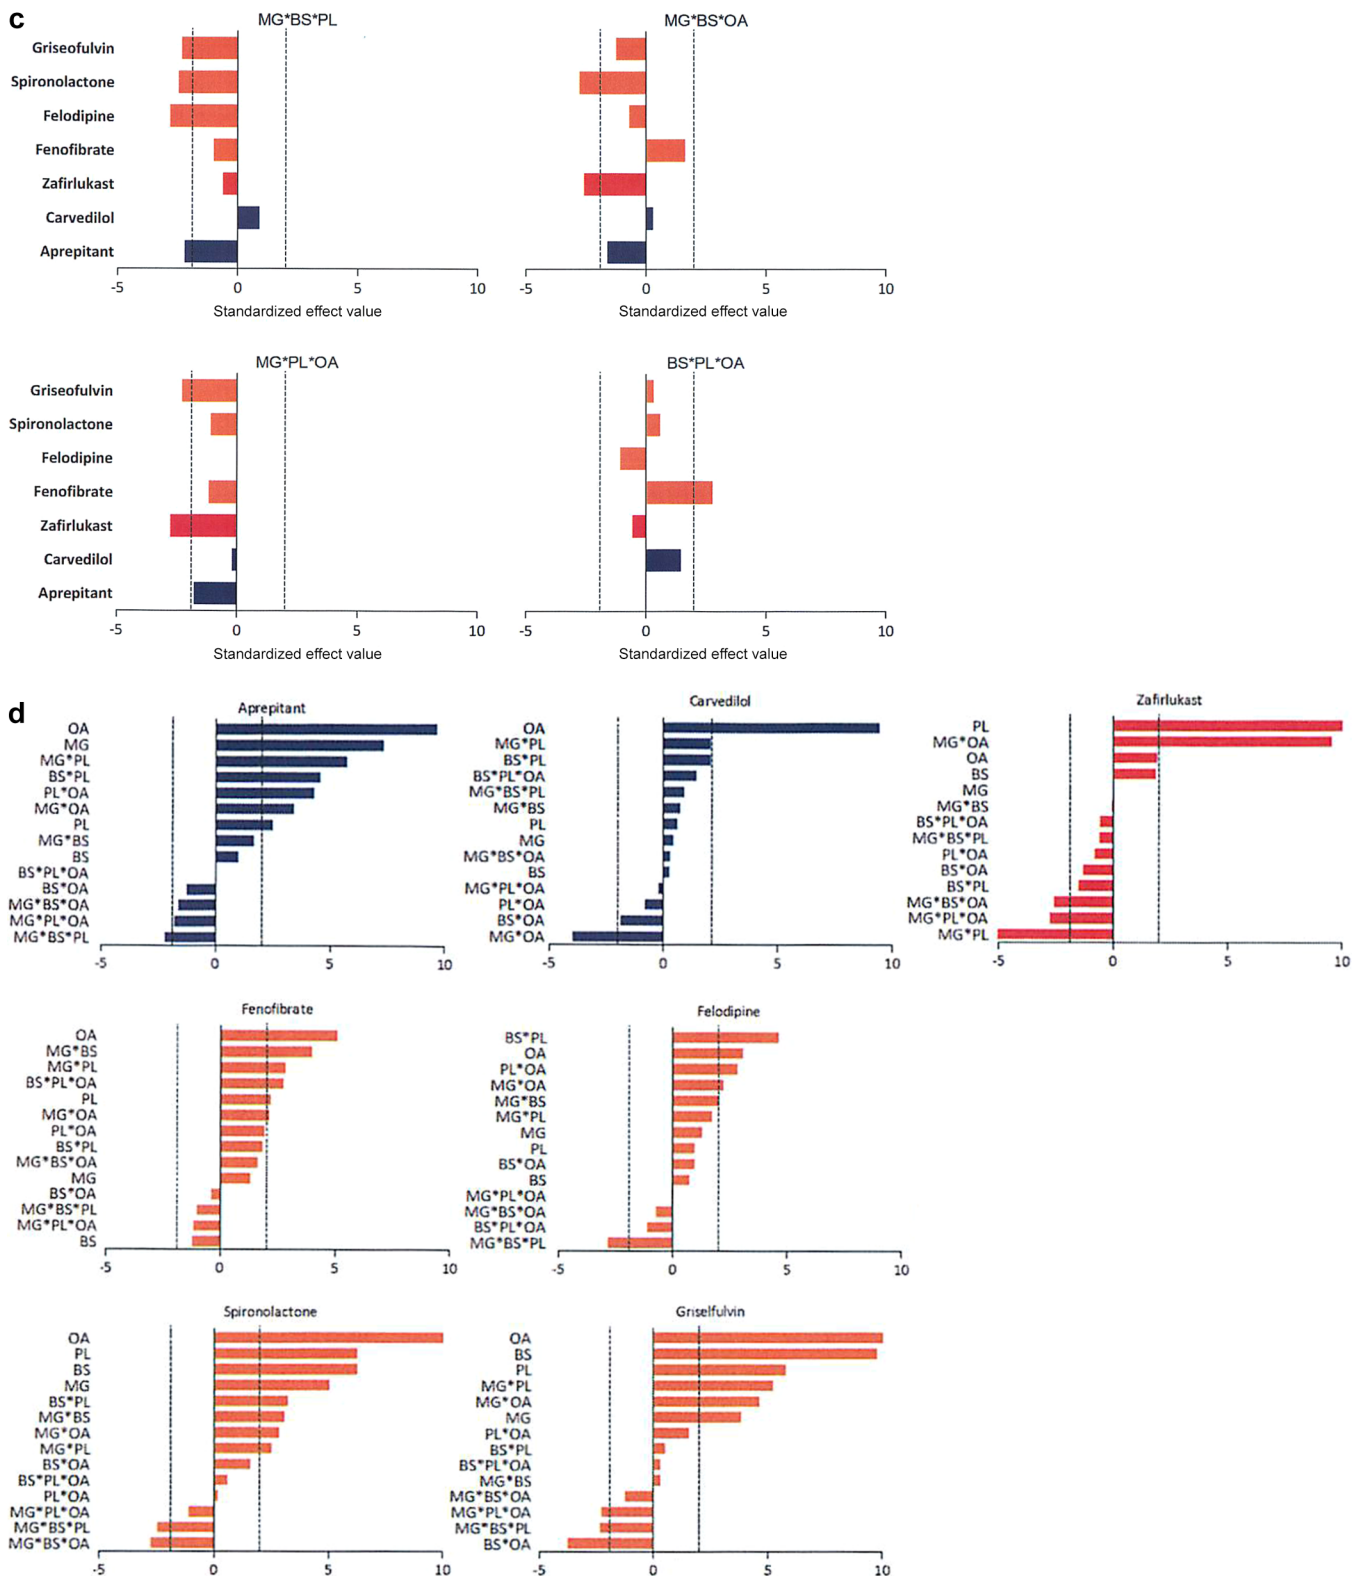 c
MG*BS*PL
MG*BS*OA
Griseofulvin
Spironolactone
Felodipine
Fenofibrate
Zafirlukast
Carvedilol
Aprepitant
-5 0 5 10
-5 0 5 10
Standardized effect value
Standardized effect value
MG*PL*OA
BS*PL*OA
Griseofulvin
Spironolactone
Felodipine
Fenofibrate
Zafirlukast
Carvedilol
Aprepitant
-5 0 5 10
-5 0 5 10
Standardized effect value
Standardized effect value
d
Aprepitant
OA
MG
MG*PL
BS*PL
PL*OA
MG*OA
PL
MG*BS
BS
BS*PL*OA
BS*OA
MG*BS*OA
MG*PL*OA
MG*BS*PL
-5 0 5 10
Carvedilol
OA
MG*PL
BS*PL
BS*PL*OA
MG*BS*PL
MG*BS
PL
MG
MG*BS*OA
BS
MG*PL*OA
PL*OA
BS*OA
MG*OA
-5 0 5 10
Zafirlukast
PL
MG*OA
OA
BS
MG
MG*BS
BS*PL*OA
MG*BS*PL
PL*OA
BS*OA
BS*PL
MG*BS*OA
MG*PL*OA
MG*PL
-5 0 5 10
Fenofibrate
OA
MG*BS
MG*PL
BS*PL*OA
PL
MG*OA
PL*OA
BS*PL
MG*BS*OA
MG
BS*OA
MG*BS*PL
MG*PL*OA
BS
-5 0 5 10
Felodipine
BS*PL
OA
PL*OA
MG*OA
MG*BS
MG*PL
MG
PL
BS*OA
BS
MG*PL*OA
MG*BS*OA
BS*PL*OA
MG*BS*PL
-5 0 5 10
Spironolactone
OA
PL
BS
MG
BS*PL
MG*BS
MG*OA
MG*PL
BS*OA
BS*PL*OA
PL*OA
MG*PL*OA
MG*BS*PL
MG*BS*OA
-5 0 5 10
Griselfulvin
OA
BS
PL
MG*PL
MG*OA
MG
PL*OA
BS*PL
BS*PL*OA
MG*BS
MG*BS*OA
MG*PL*OA
MG*BS*PL
BS*OA
-5 0 5 10